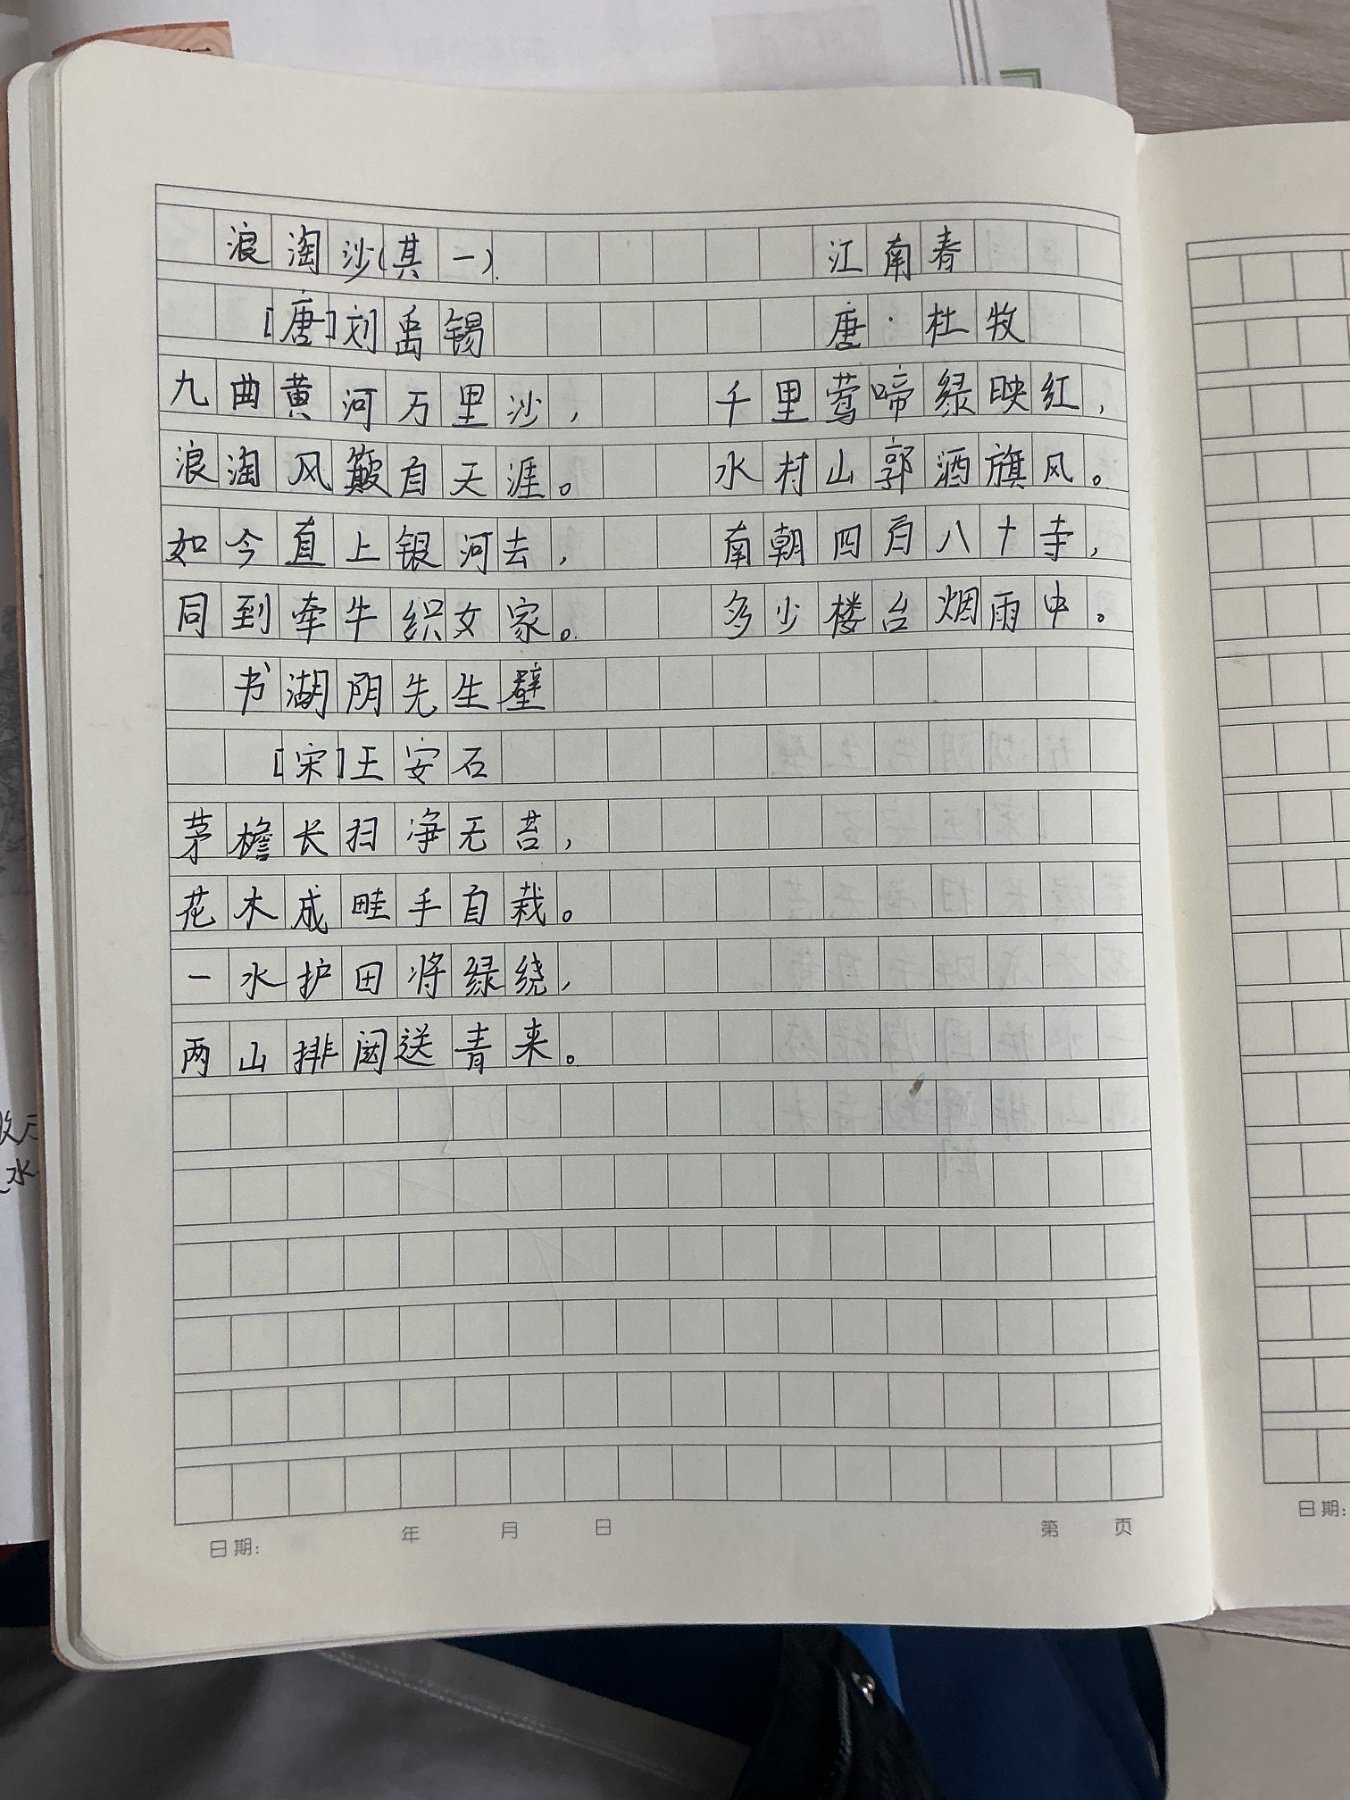 浪淘沙(其一)
[唐]刘禹锡
九曲黄河万里沙，
浪淘风簸自天涯。
如今直上银河去，
同到牵牛织女家。
江南春
唐·杜牧
千里莺啼绿映红，
水村山郭酒旗风。
南朝四百八十寺，
多少楼台烟雨中。
书湖阴先生壁
[宋]王安石
茅檐长扫净无苔，
花木成畦手自栽。
一水护田将绿绕，
两山排闼送青来。
日期： 年 月 日 第 页
日期：